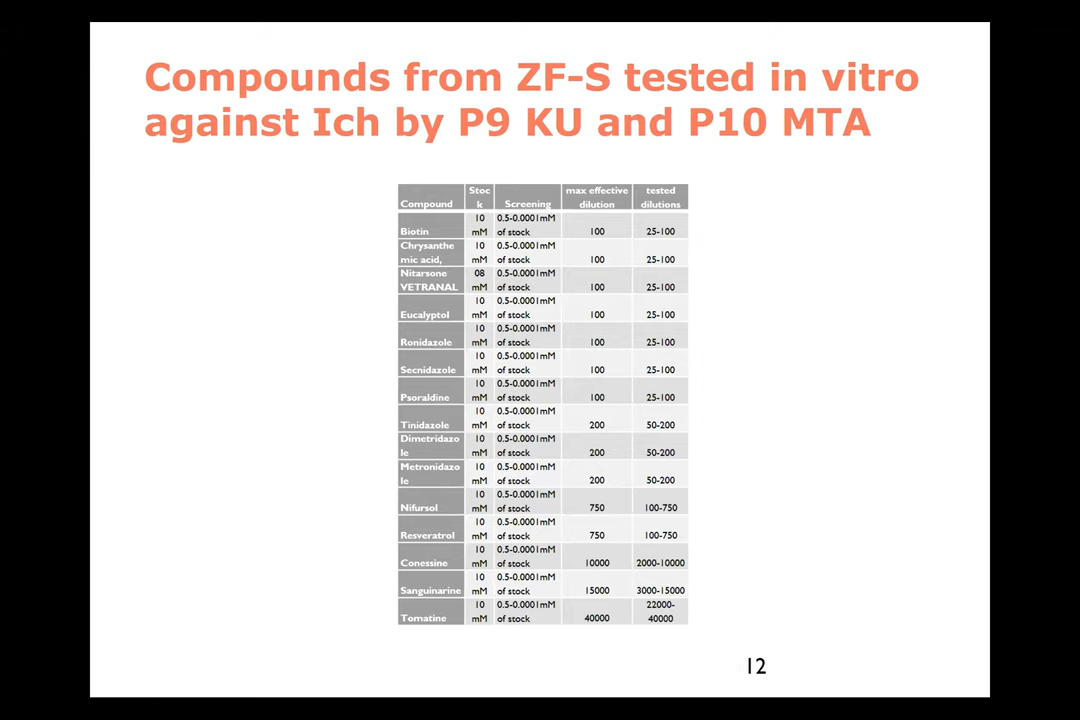 Compounds from ZF-S tested in vitro
against Ich by P9 KU and P10 MTA
Compound Stoc k Screening max effective dilution tested dilutions
Biotin 10 mM 0.5-0.0001mM of stock 100 25-100
Chrysanthe mic acid, 10 mM 0.5-0.0001mM of stock 100 25-100
Nitarsone VETRANAL 08 mM 0.5-0.0001mM of stock 100 25-100
Eucalyptol 10 mM 0.5-0.0001mM of stock 100 25-100
Ronidazole 10 mM 0.5-0.0001mM of stock 100 25-100
Secnidazole 10 mM 0.5-0.0001mM of stock 100 25-100
Psoraldine 10 mM 0.5-0.0001mM of stock 100 25-100
Tinidazole 10 mM 0.5-0.0001mM of stock 200 50-200
Dimetridazo le 10 mM 0.5-0.0001mM of stock 200 50-200
Metronidazo le 10 mM 0.5-0.0001mM of stock 200 50-200
Nifursol 10 mM 0.5-0.0001mM of stock 750 100-750
Resveratrol 10 mM 0.5-0.0001mM of stock 750 100-750
Conessine 10 mM 0.5-0.0001mM of stock 10000 2000-10000
Sanguinarine 10 mM 0.5-0.0001mM of stock 15000 3000-15000
Tomatine 10 mM 0.5-0.0001mM of stock 40000 22000-40000
12